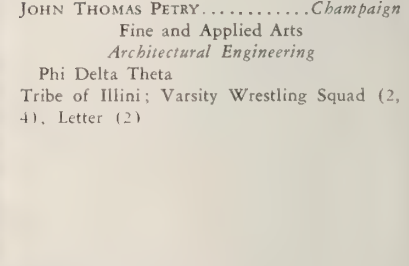 JOHN THOMAS PETRY............Champaign
Fine and Applied Arts
Architectural Engineering
Phi Delta Theta
Tribe of Illini; Varsity Wrestling Squad (2,
4), Letter (2)